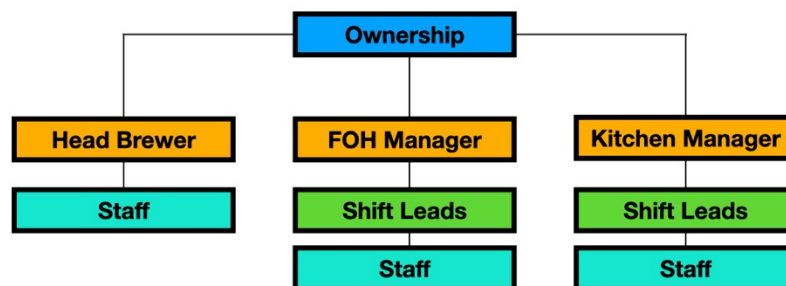 Ownership
Head Brewer
FOH Manager
Kitchen Manager
Staff
Shift Leads
Shift Leads
Staff
Staff